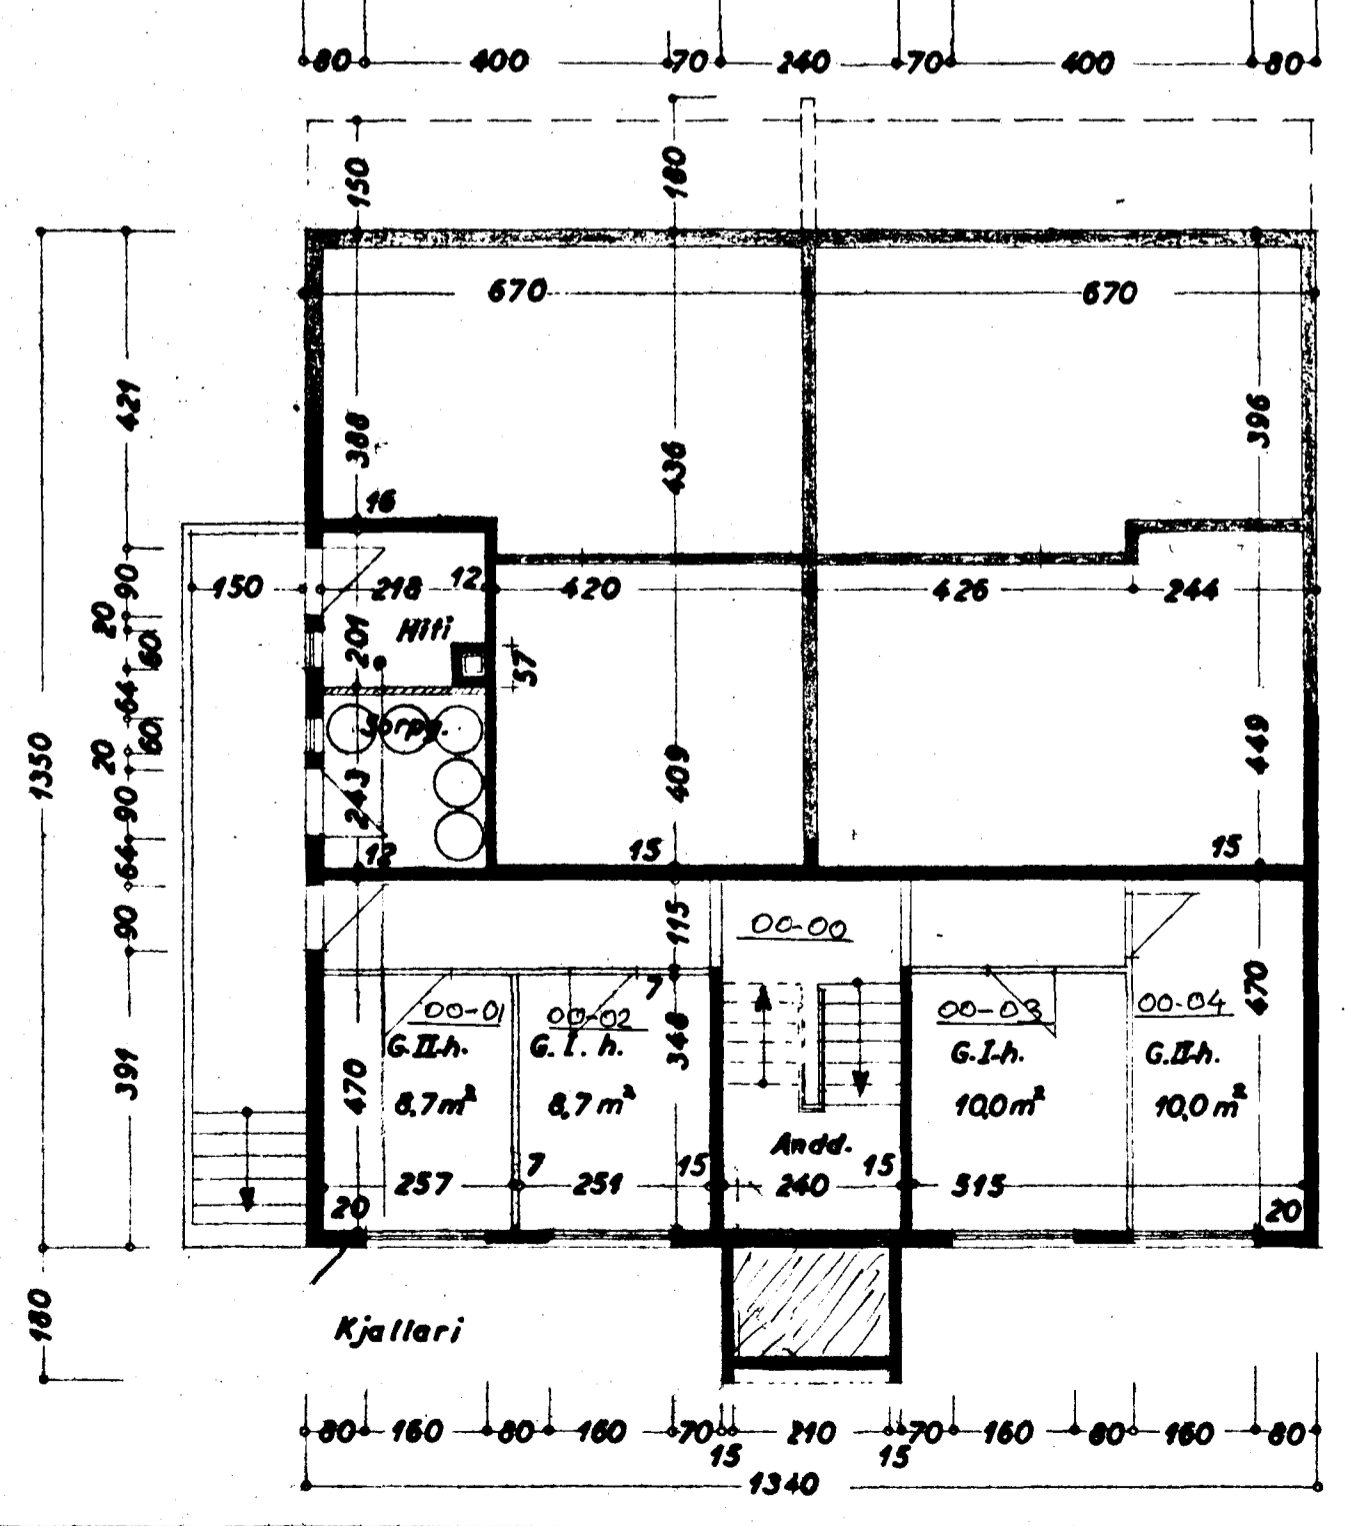 80 400 70 240 70 400 80
150 180
670 670
421 388 436 396
16
90 150 218 12 420 426 244
20 60 201 Hiti 57
64
Sorpg.
1350 20 60 409 449
90 243
64 12 15 15
90 115 00-00
7 470
00-01 00-02 00-03 00-04
G.II-h. G.I.h. 348 G.I-h. G.II-h.
391 470 8,7m² 8,7m² 10,0m² 10,0m²
Andd.
257 7 251 15 240 15 515
20 20
180 Kjallari
80 160 80 160 70 210 70 160 80 160 80
15 15
1340